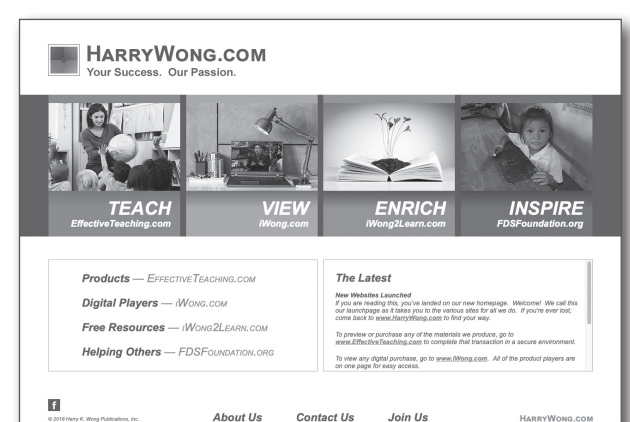 HARRYWONG.COM
Your Success. Our Passion.
TEACH
EffectiveTeaching.com
VIEW
iWong.com
ENRICH
iWong2Learn.com
INSPIRE
FDSFoundation.org
Products — EFFECTIVETEACHING.COM
Digital Players — iWONG.COM
Free Resources — iWONG2LEARN.COM
Helping Others — FDSFOUNDATION.ORG
The Latest
New Websites Launched
If you are reading this, you've landed on our new homepage. Welcome! We call this
our launchpage as it takes you to the various sites for all we do. If you're ever lost,
come back to www.HarryWong.com to find your way.
To preview or purchase any of the materials we produce, go to
www.EffectiveTeaching.com to complete that transaction in a secure environment.
To view any digital purchase, go to www.iWong.com. All of the product players are
on one page for easy access.
f
© 2018 Harry K. Wong Publications, Inc.
About Us
Contact Us
Join Us
HARRYWONG.COM